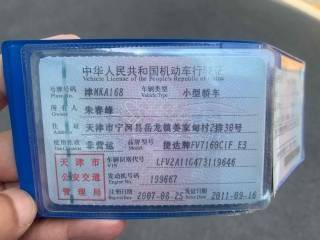 中华人民共和国机动车行驶证
Vehicle License of the People's Republic of China
号牌号码 津MKA168 车辆类型 小型轿车
Vehicle Type
所有人 朱春峰
住址 天津市宁河县岳龙镇姜家甸村2排38号
使用性质 非营运 品牌型号 捷达牌FV7160CIF E3
天津市
公安交通
管理局
车辆识别代号 LFV2A11G473119646
VIN
发动机号码 199667
注册日期 2007-08-25 发证日期 2011-09-16